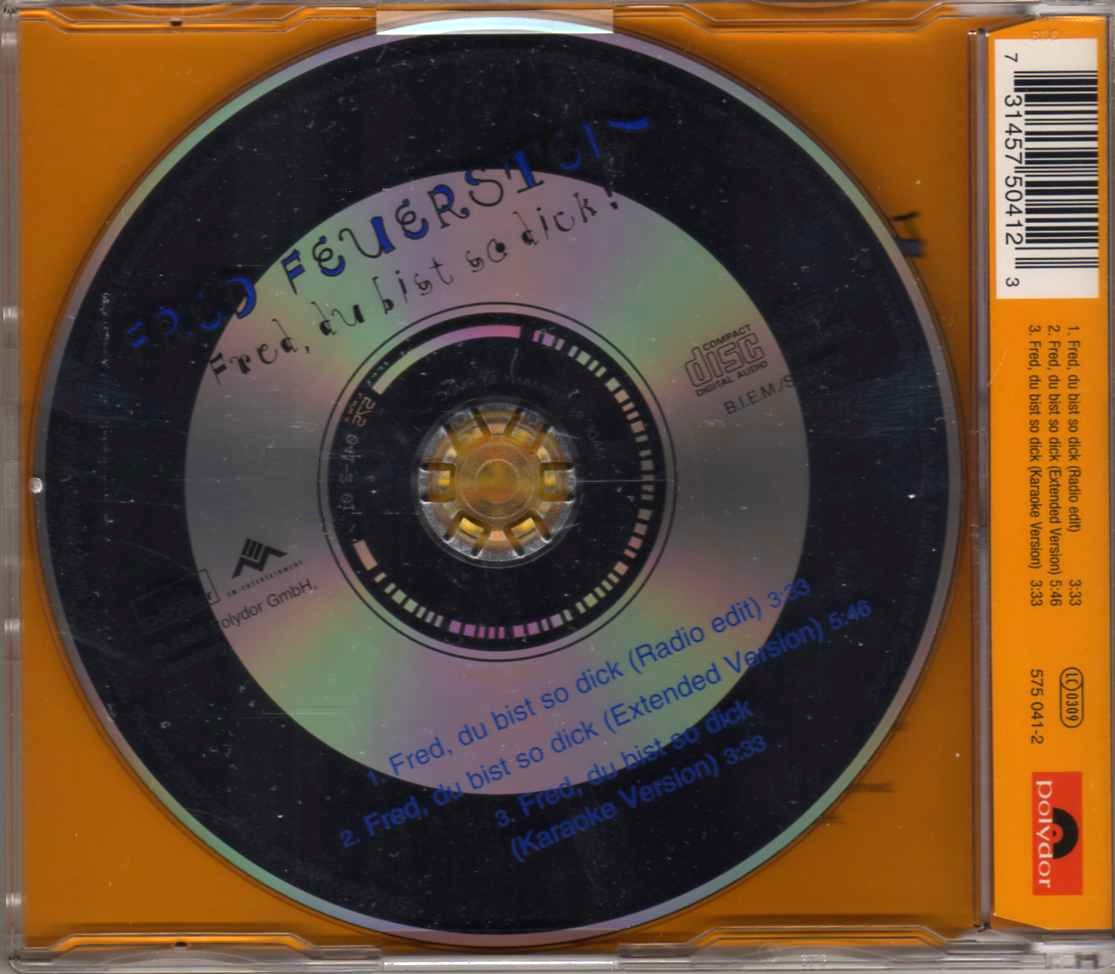 FRED FEUERSTEIN
Fred, du bist so dick!
COMPACT
disc
DIGITAL AUDIO
B.I.E.M./S
EM-ENTERTAINMENT
Polydor GmbH.
1. Fred, du bist so dick (Radio edit) 3:33
2. Fred, du bist so dick (Extended Version) 5:46
3. Fred, du bist so dick
(Karaoke Version) 3:33
7 31457 50412 3
1. Fred, du bist so dick (Radio edit) 3:33
2. Fred, du bist so dick (Extended Version) 5:46
3. Fred, du bist so dick (Karaoke Version) 3:33
LC 0309
575 041-2
polydor